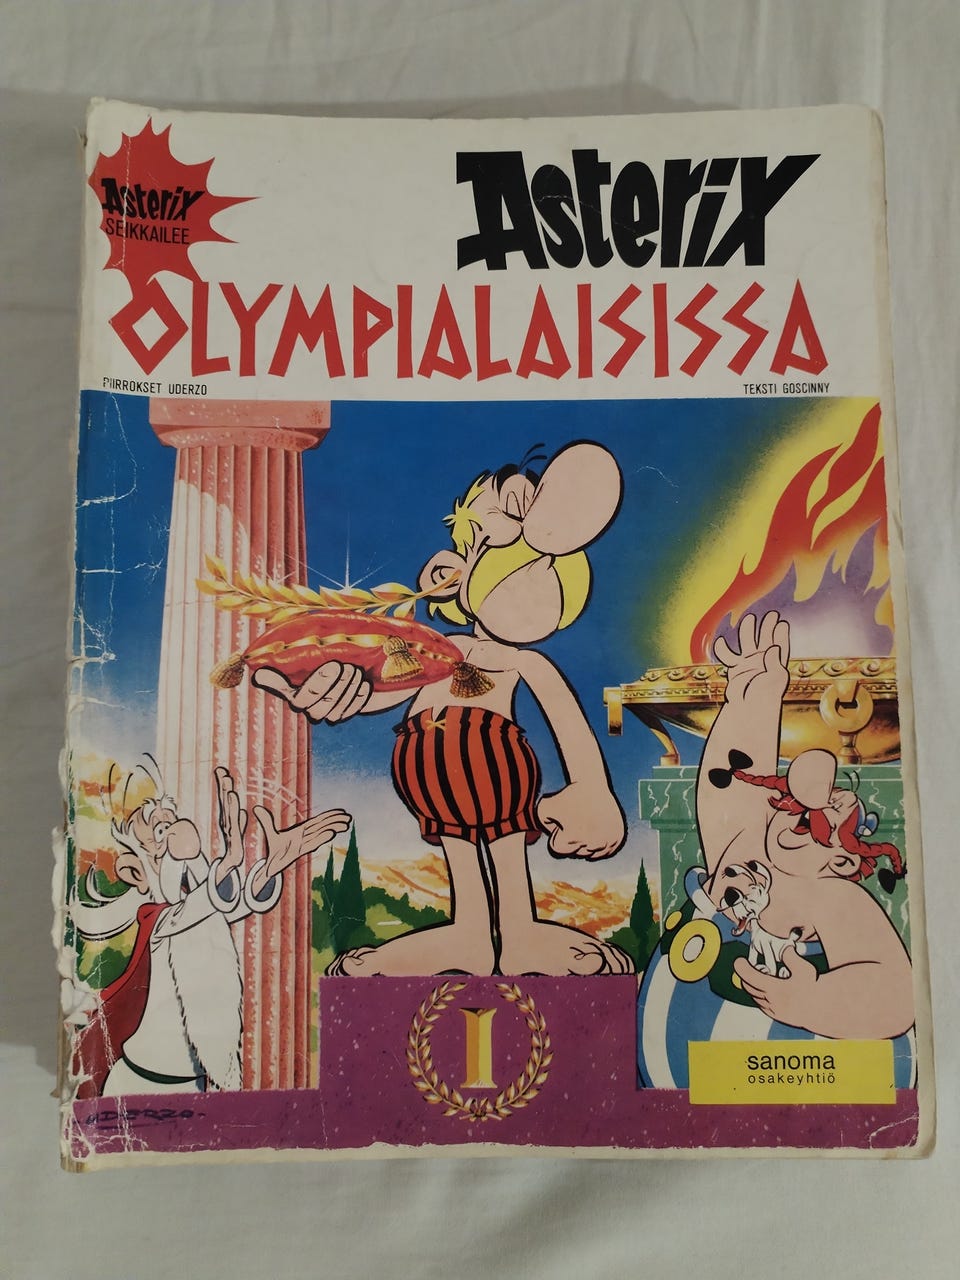 Asterix
SEIKKAILEE
Asterix
OLYMPIALAISISSA
PIIRROKSET UDERZO
TEKSTI GOSCINNY
I
sanoma
osakeyhtiö
UDERZO